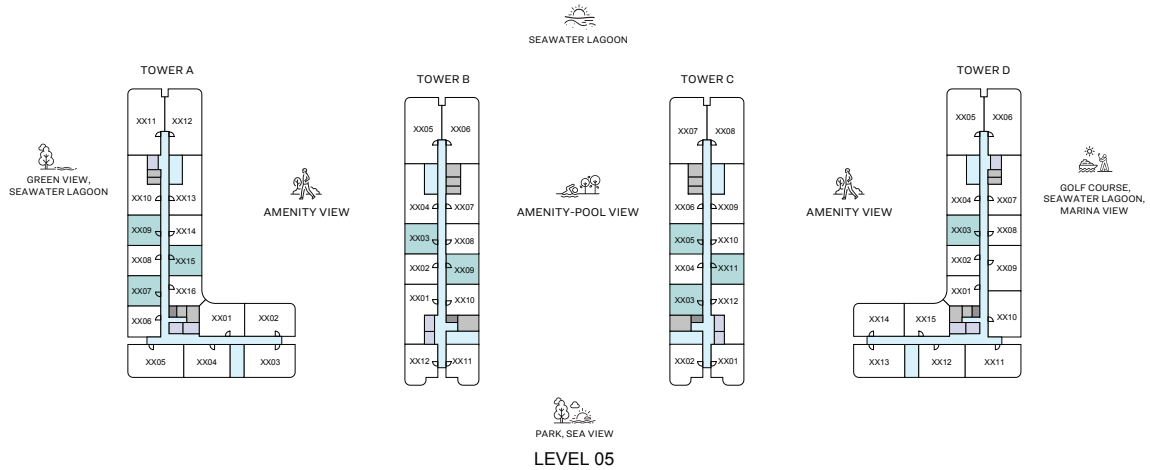 SEAWATER LAGOON
TOWER A
TOWER B
TOWER C
TOWER D
GREEN VIEW,
SEAWATER LAGOON
AMENITY VIEW
AMENITY-POOL VIEW
AMENITY VIEW
GOLF COURSE,
SEAWATER LAGOON,
MARINA VIEW
XX11 XX12
XX10 XX13
XX09 XX14
XX08 XX15
XX07 XX16
XX06 XX01 XX02
XX05 XX04 XX03
XX05 XX06
XX04 XX07
XX03 XX08
XX02 XX09
XX01 XX10
XX12 XX11
XX07 XX08
XX06 XX09
XX05 XX10
XX04 XX11
XX03 XX12
XX02 XX01
XX05 XX06
XX04 XX07
XX03 XX08
XX02 XX09
XX01
XX14 XX15 XX10
XX13 XX12 XX11
PARK, SEA VIEW
LEVEL 05